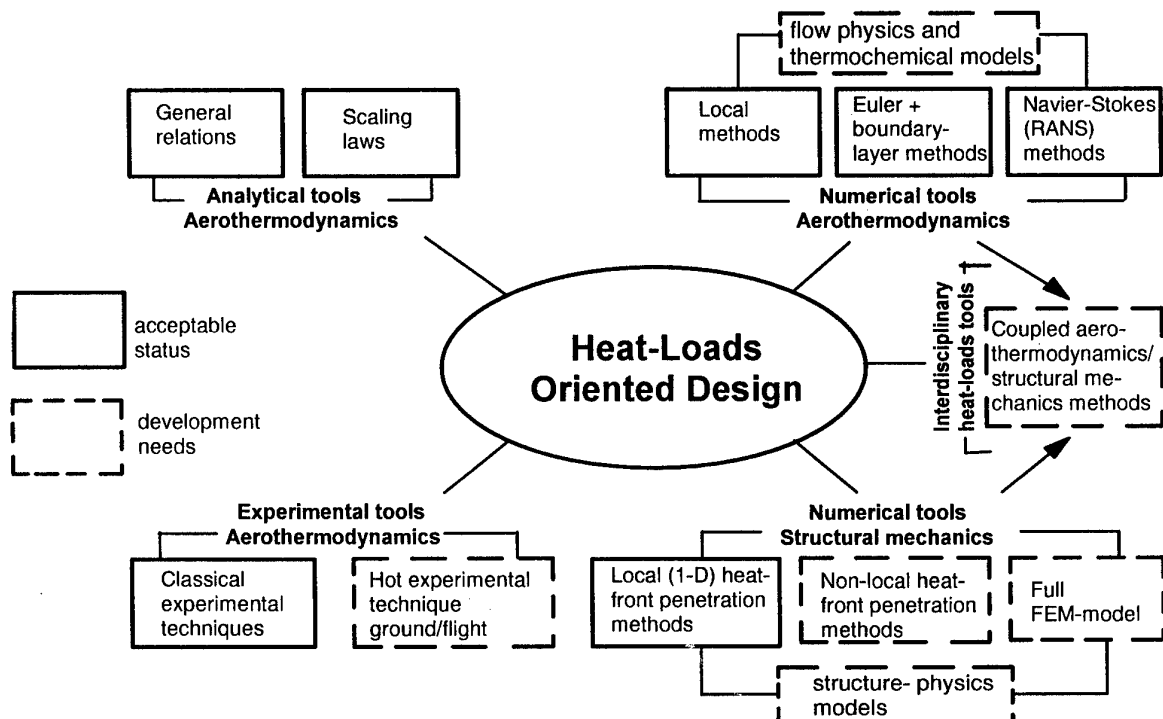 flow physics and
thermochemical models
General
relations
Scaling
laws
Local
methods
Euler +
boundary-
layer methods
Navier-Stokes
(RANS)
methods
Analytical tools
Aerothermodynamics
Numerical tools
Aerothermodynamics
acceptable
status
development
needs
Heat-Loads
Oriented Design
Interdisciplinary
heat-loads tools
Coupled aero-
thermodynamics/
structural me-
chanics methods
Experimental tools
Aerothermodynamics
Classical
experimental
techniques
Hot experimental
technique
ground/flight
Numerical tools
Structural mechanics
Local (1-D) heat-
front penetration
methods
Non-local heat-
front penetration
methods
Full
FEM-model
structure- physics
models